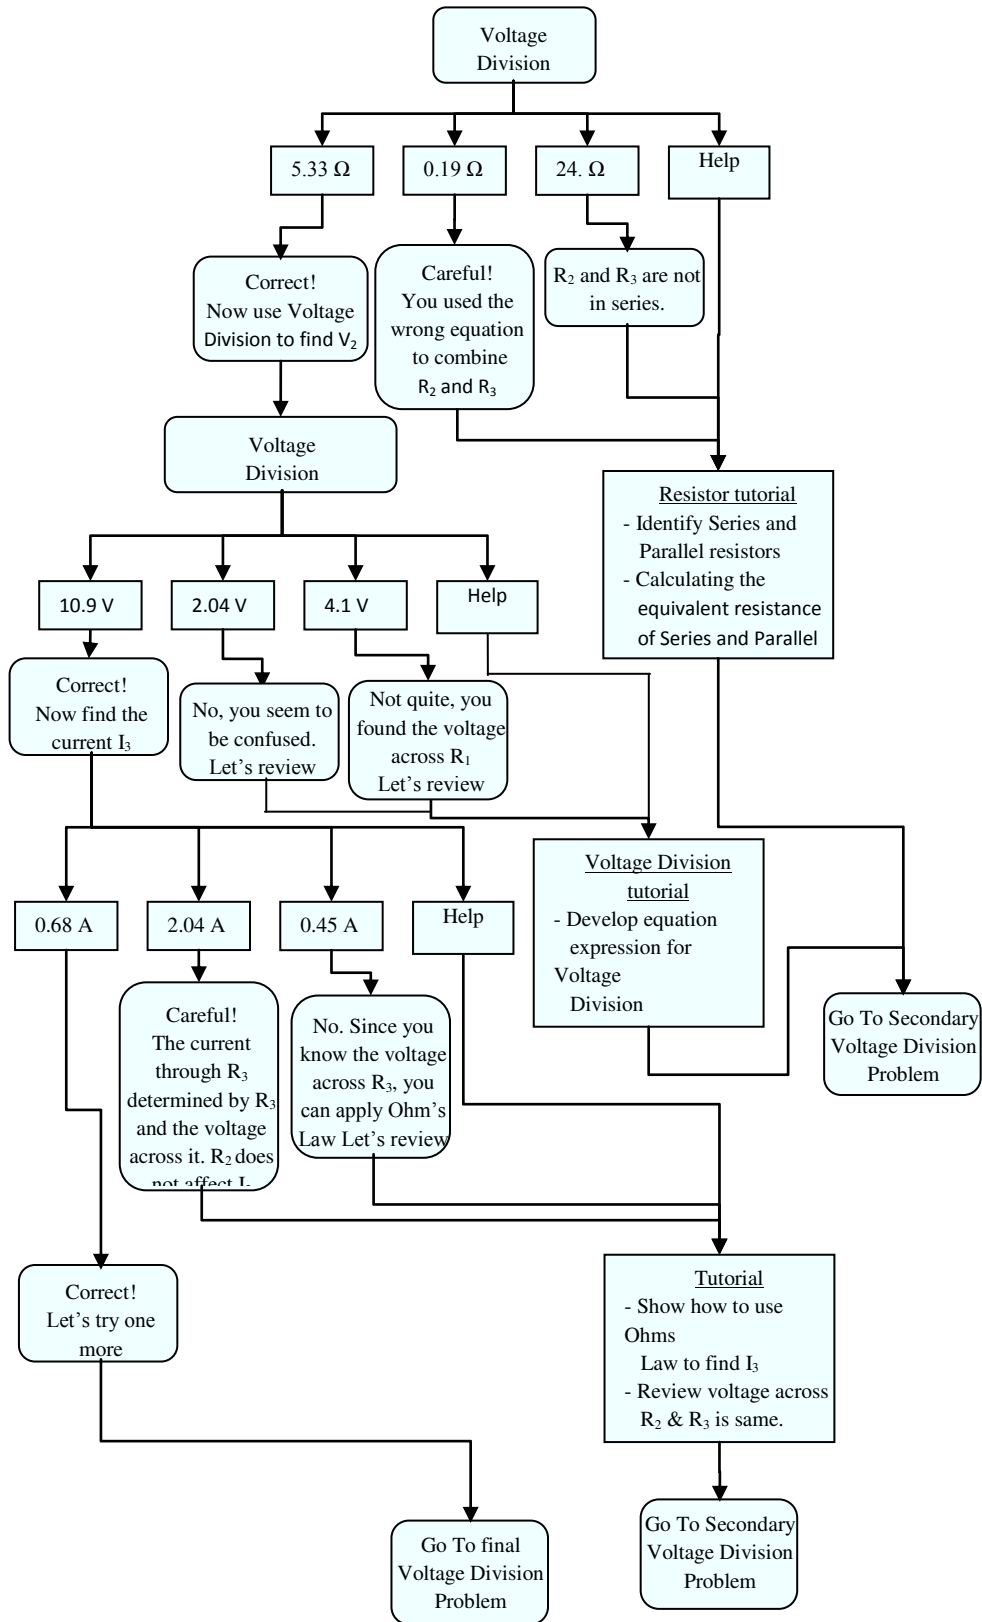 Voltage
Division
5.33 Ω
0.19 Ω
24. Ω
Help
Correct!
Now use Voltage
Division to find V₂
Careful!
You used the
wrong equation
to combine
R₂ and R₃
R₂ and R₃ are not
in series.
Voltage
Division
Resistor tutorial
- Identify Series and
Parallel resistors
- Calculating the
equivalent resistance
of Series and Parallel
10.9 V
2.04 V
4.1 V
Help
Correct!
Now find the
current I₃
No, you seem to
be confused.
Let's review
Not quite, you
found the voltage
across R₁
Let's review
Voltage Division
tutorial
- Develop equation
expression for
Voltage
Division
0.68 A
2.04 A
0.45 A
Help
Careful!
The current
through R₃
determined by R₃
and the voltage
across it. R₂ does
not affect I
No. Since you
know the voltage
across R₃, you
can apply Ohm's
Law Let's review
Go To Secondary
Voltage Division
Problem
Correct!
Let's try one
more
Tutorial
- Show how to use
Ohms
Law to find I₃
- Review voltage across
R₂ & R₃ is same.
Go To final
Voltage Division
Problem
Go To Secondary
Voltage Division
Problem